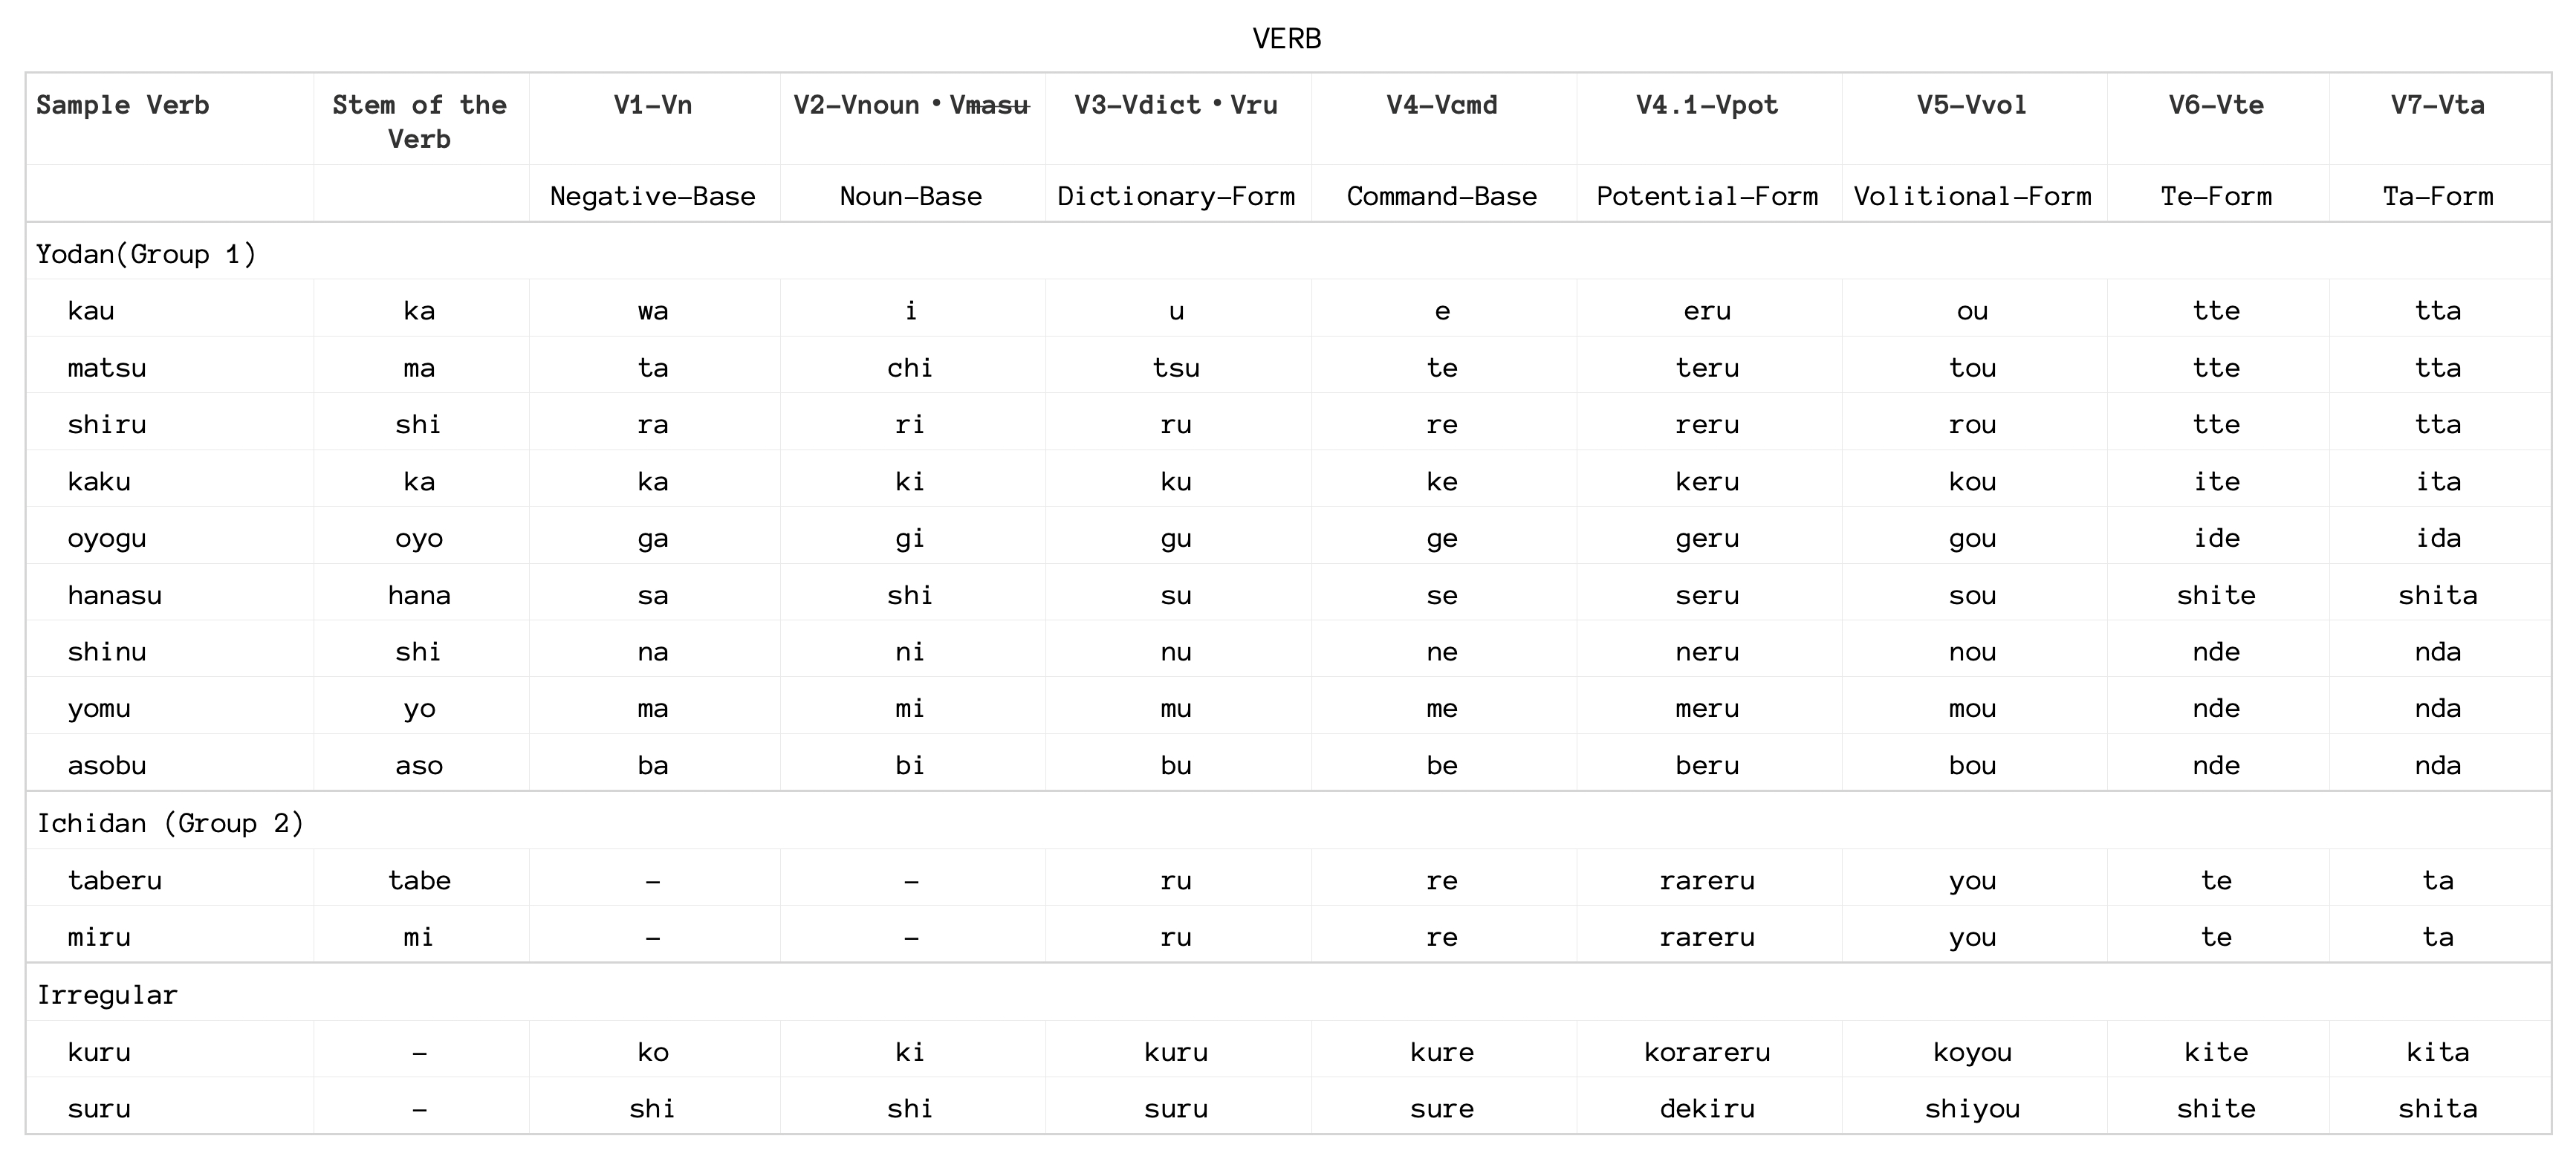 VERB
Sample Verb Stem of the Verb V1-Vn V2-Vnoun・Vmasu V3-Vdict・Vru V4-Vcmd V4.1-Vpot V5-Vvol V6-Vte V7-Vta
Negative-Base Noun-Base Dictionary-Form Command-Base Potential-Form Volitional-Form Te-Form Ta-Form
Yodan(Group 1)
kau ka wa i u e eru ou tte tta
matsu ma ta chi tsu te teru tou tte tta
shiru shi ra ri ru re reru rou tte tta
kaku ka ka ki ku ke keru kou ite ita
oyogu oyo ga gi gu ge geru gou ide ida
hanasu hana sa shi su se seru sou shite shita
shinu shi na ni nu ne neru nou nde nda
yomu yo ma mi mu me meru mou nde nda
asobu aso ba bi bu be beru bou nde nda
Ichidan (Group 2)
taberu tabe - - ru re rareru you te ta
miru mi - - ru re rareru you te ta
Irregular
kuru - ko ki kuru kure korareru koyou kite kita
suru - shi shi suru sure dekiru shiyou shite shita